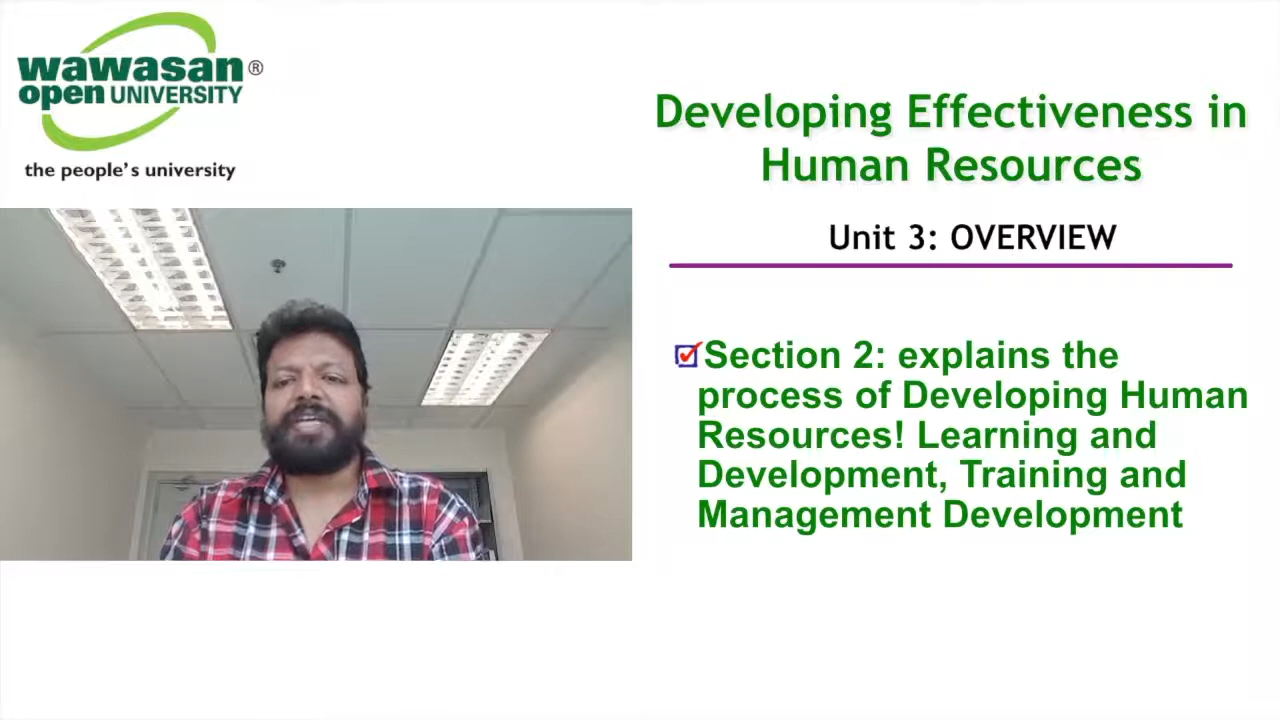 wawasan®
open UNIVERSITY
the people's university
Developing Effectiveness in
Human Resources
Unit 3: OVERVIEW
Section 2: explains the
process of Developing Human
Resources! Learning and
Development, Training and
Management Development